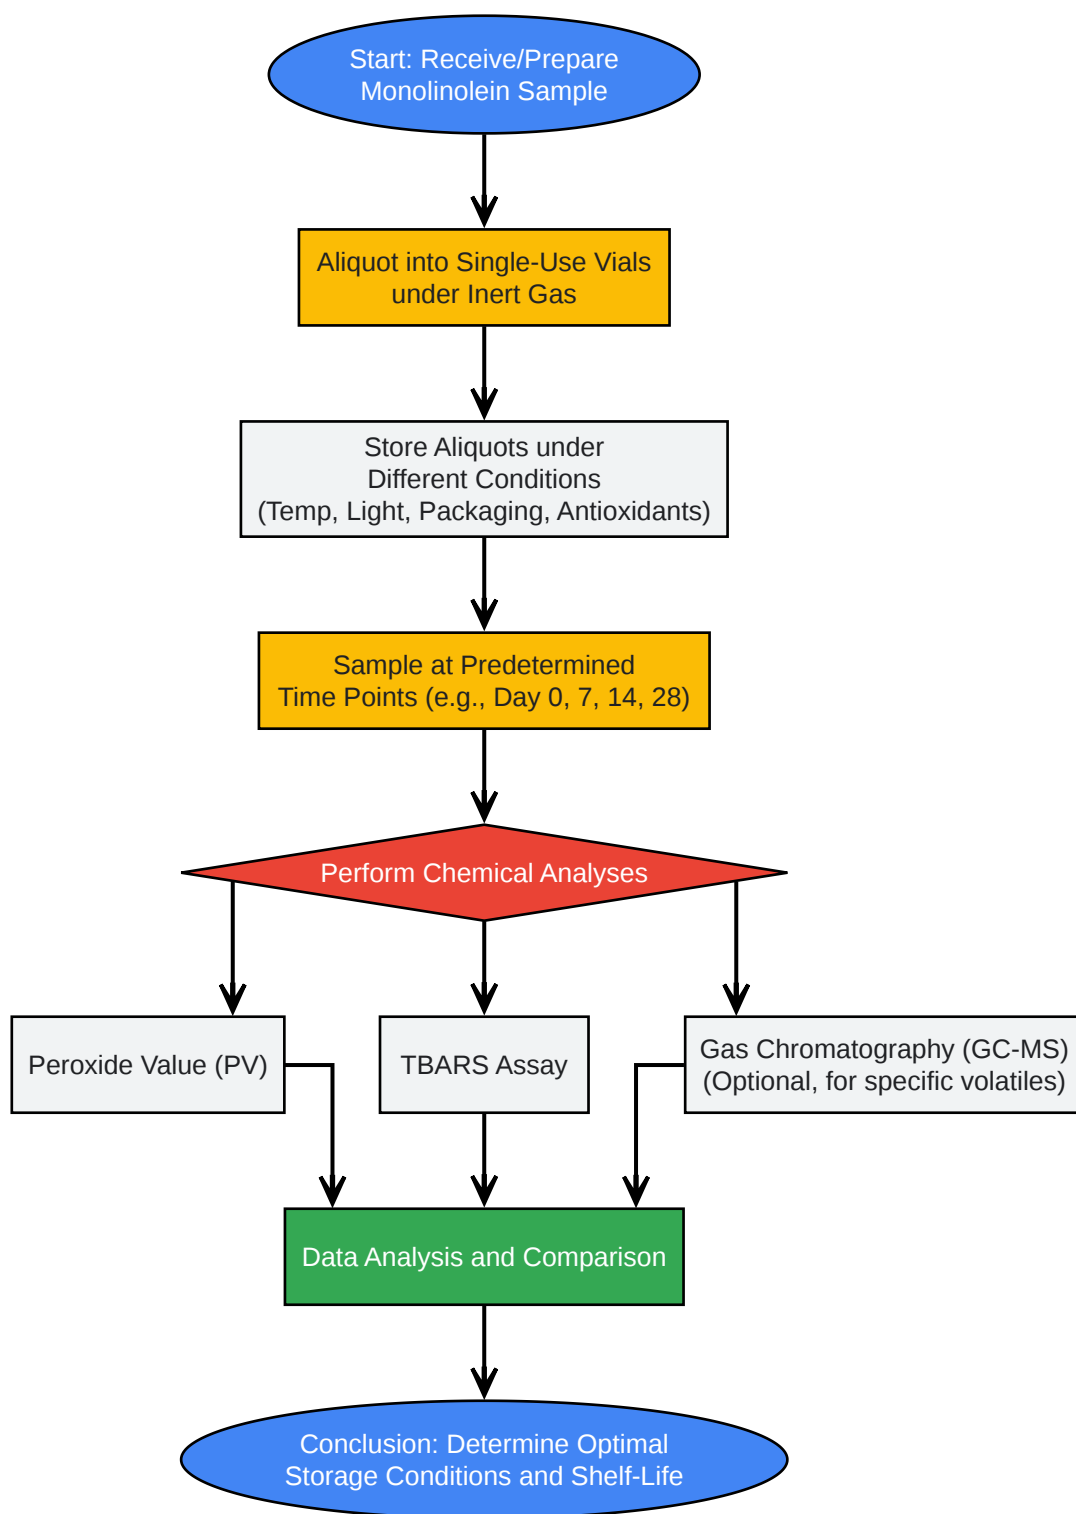 Start: Receive/Prepare
Monolinolein Sample
Aliquot into Single-Use Vials
under Inert Gas
Store Aliquots under
Different Conditions
(Temp, Light, Packaging, Antioxidants)
Sample at Predetermined
Time Points (e.g., Day 0, 7, 14, 28)
Perform Chemical Analyses
Peroxide Value (PV)
TBARS Assay
Gas Chromatography (GC-MS)
(Optional, for specific volatiles)
Data Analysis and Comparison
Conclusion: Determine Optimal
Storage Conditions and Shelf-Life